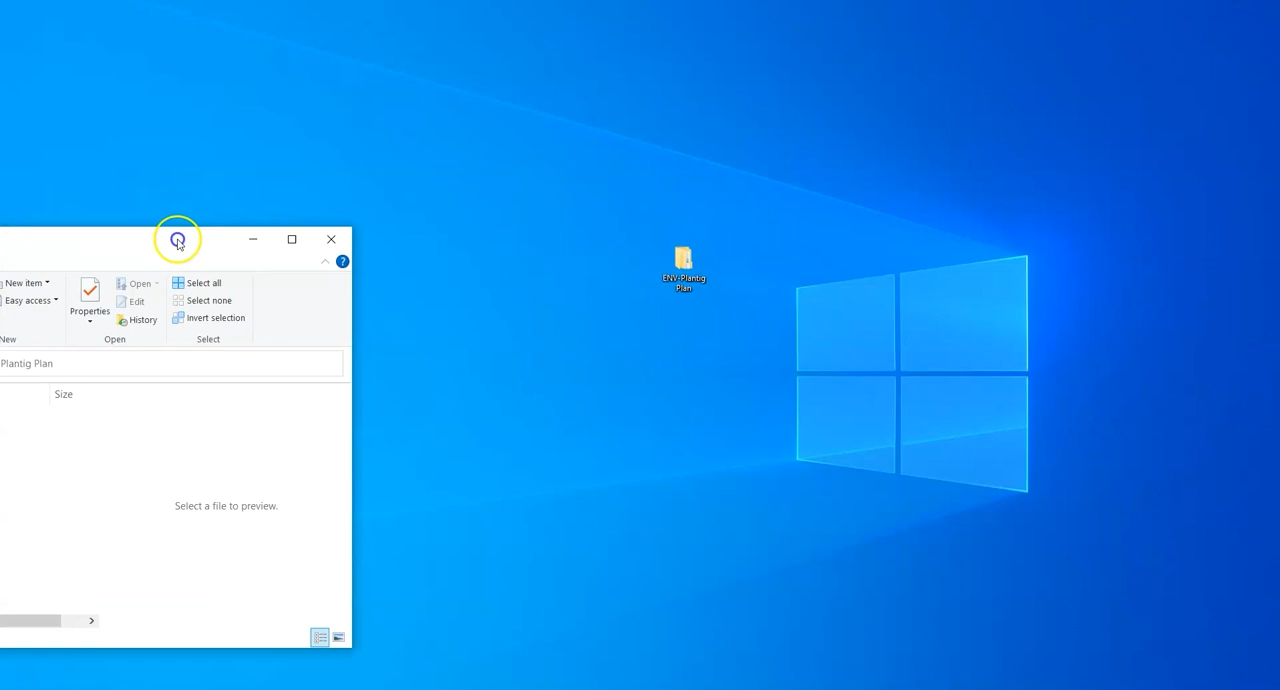 ENV-Plantig
Plan
New item
Easy access
New
Properties
Open
Edit
History
Open
Select all
Select none
Invert selection
Select
Plantig Plan
Size
Select a file to preview.